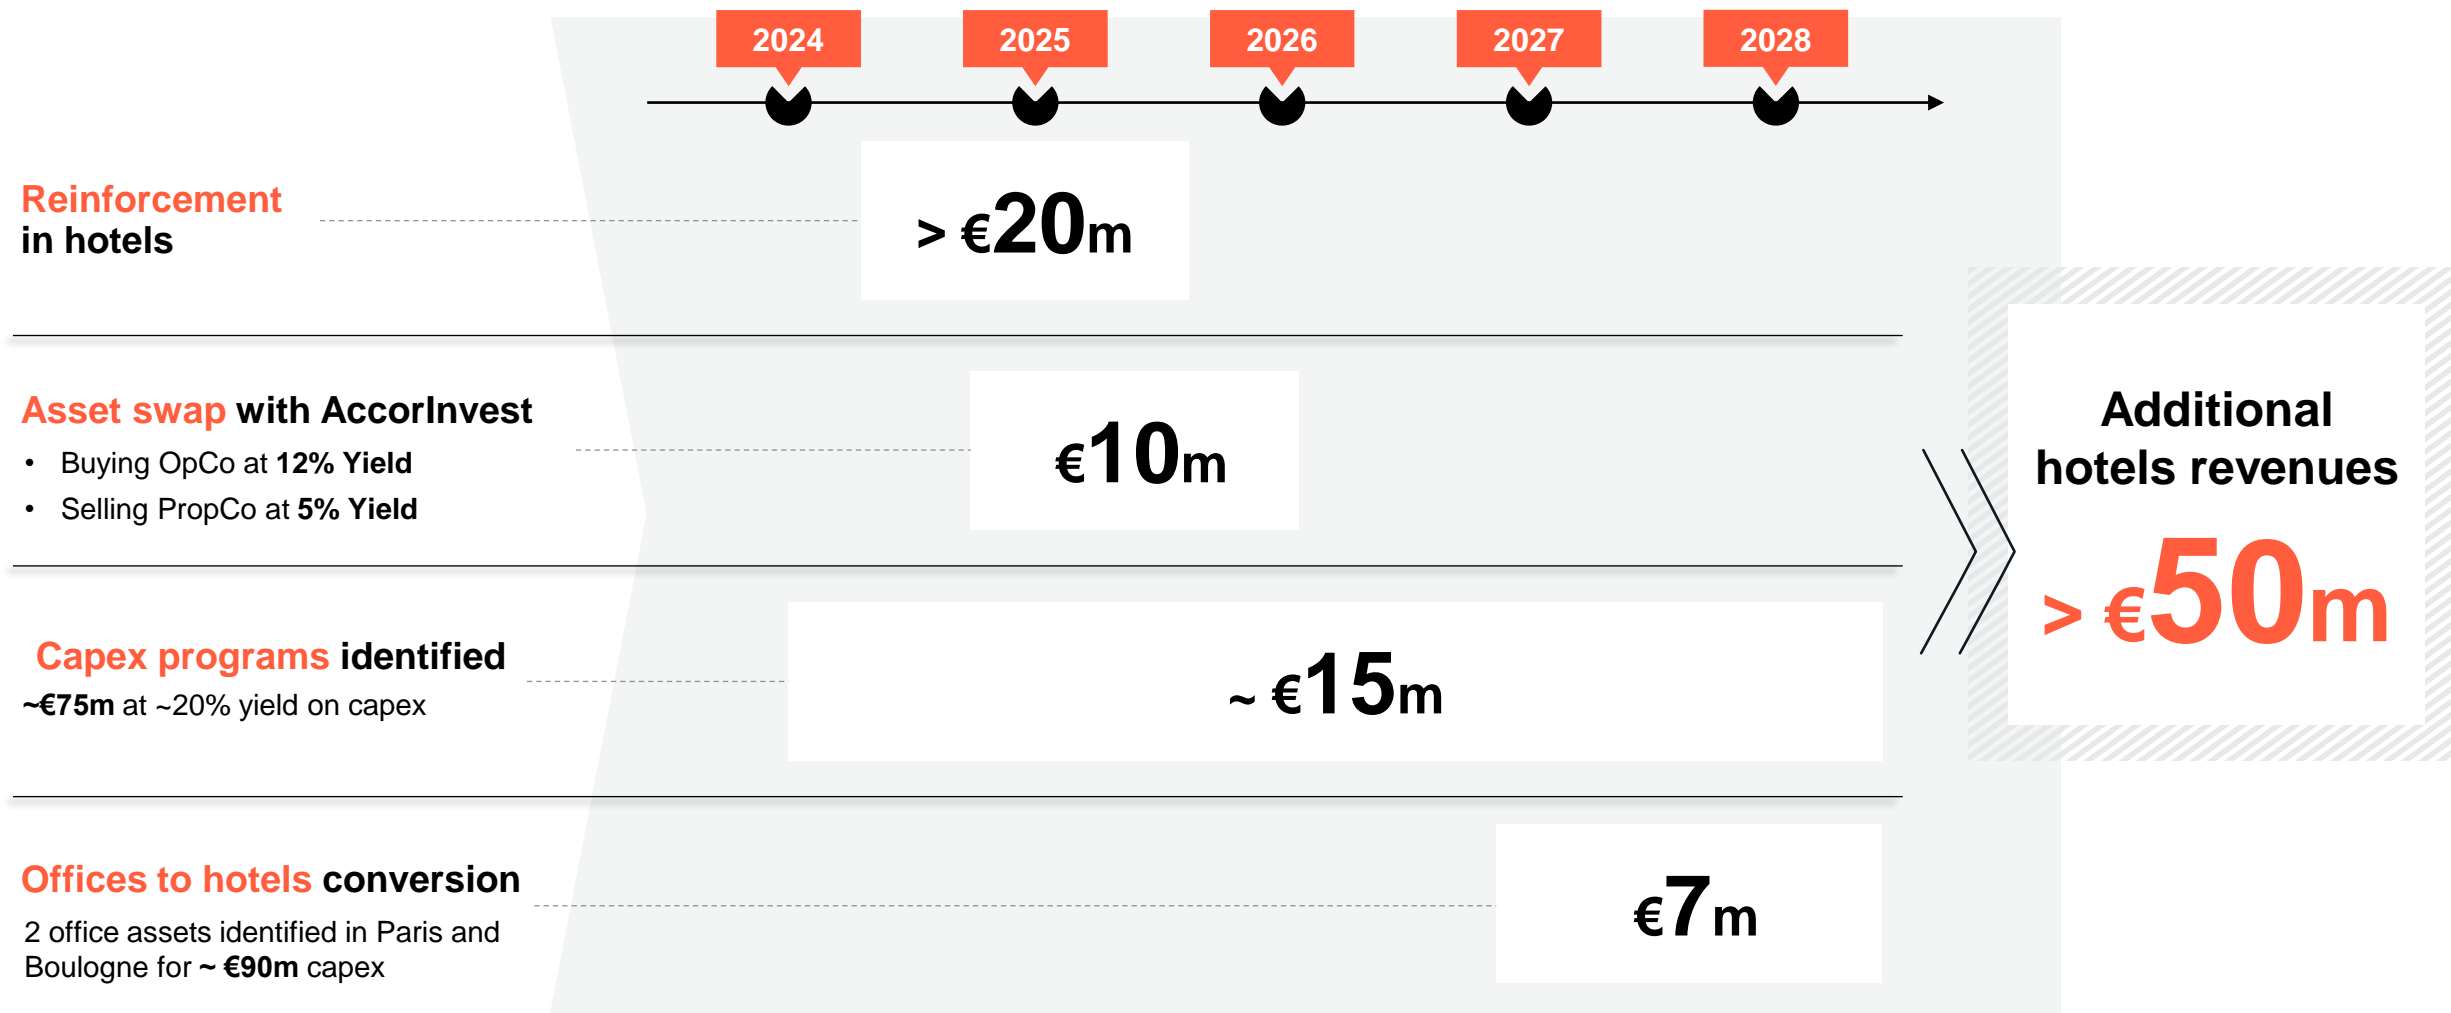 2024 2025 2026 2027 2028
Reinforcement
in hotels
> €20m
Asset swap with AccorInvest
• Buying OpCo at 12% Yield
• Selling PropCo at 5% Yield
€10m
Capex programs identified
~€75m at ~20% yield on capex
~ €15m
Offices to hotels conversion
2 office assets identified in Paris and
Boulogne for ~ €90m capex
€7m
Additional
hotels revenues
> €50m